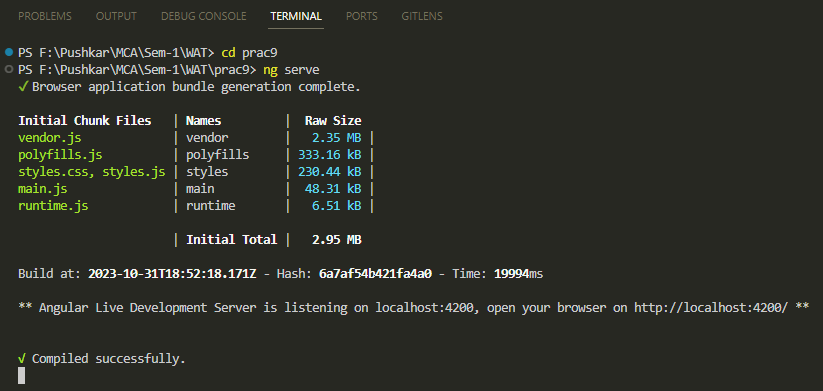 PROBLEMS OUTPUT DEBUG CONSOLE TERMINAL PORTS GITLENS
PS F:\Pushkar\MCA\Sem-1\WAT> cd prac9
PS F:\Pushkar\MCA\Sem-1\WAT\prac9> ng serve
√ Browser application bundle generation complete.
Initial Chunk Files | Names | Raw Size
vendor.js | vendor | 2.35 MB |
polyfills.js | polyfills | 333.16 kB |
styles.css, styles.js | styles | 230.44 kB |
main.js | main | 48.31 kB |
runtime.js | runtime | 6.51 kB |
| Initial Total | 2.95 MB
Build at: 2023-10-31T18:52:18.171Z - Hash: 6a7af54b421fa4a0 - Time: 19994ms
** Angular Live Development Server is listening on localhost:4200, open your browser on http://localhost:4200/ **
√ Compiled successfully.